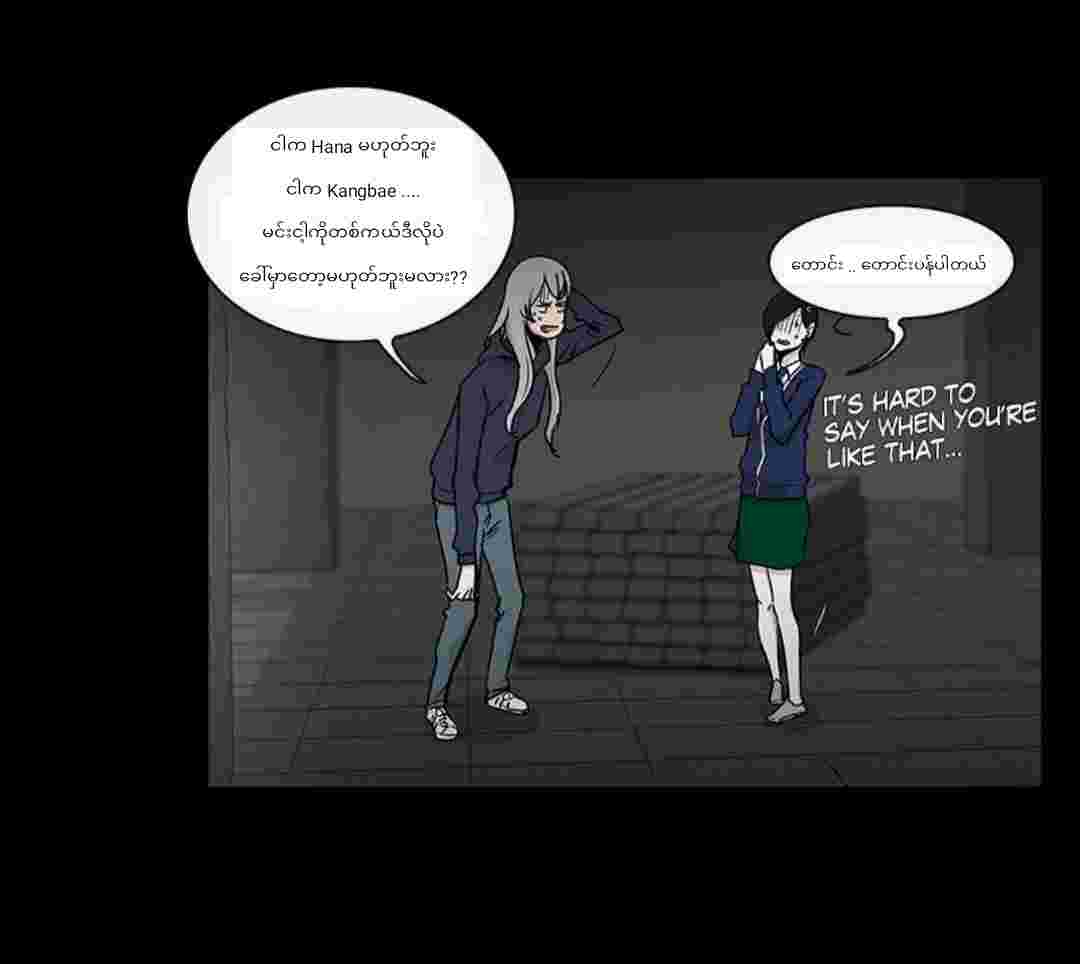 ငါက Hana မဟုတ်ဘူး
ငါက Kangbae ....
မင်းငါ့ကိုတစ်ကယ်ဒီလိုပဲ
ခေါ်မှာတော့မဟုတ်ဘူးမလား??
တောင်း .. တောင်းပန်ပါတယ်
IT'S HARD TO
SAY WHEN YOU'RE
LIKE THAT...